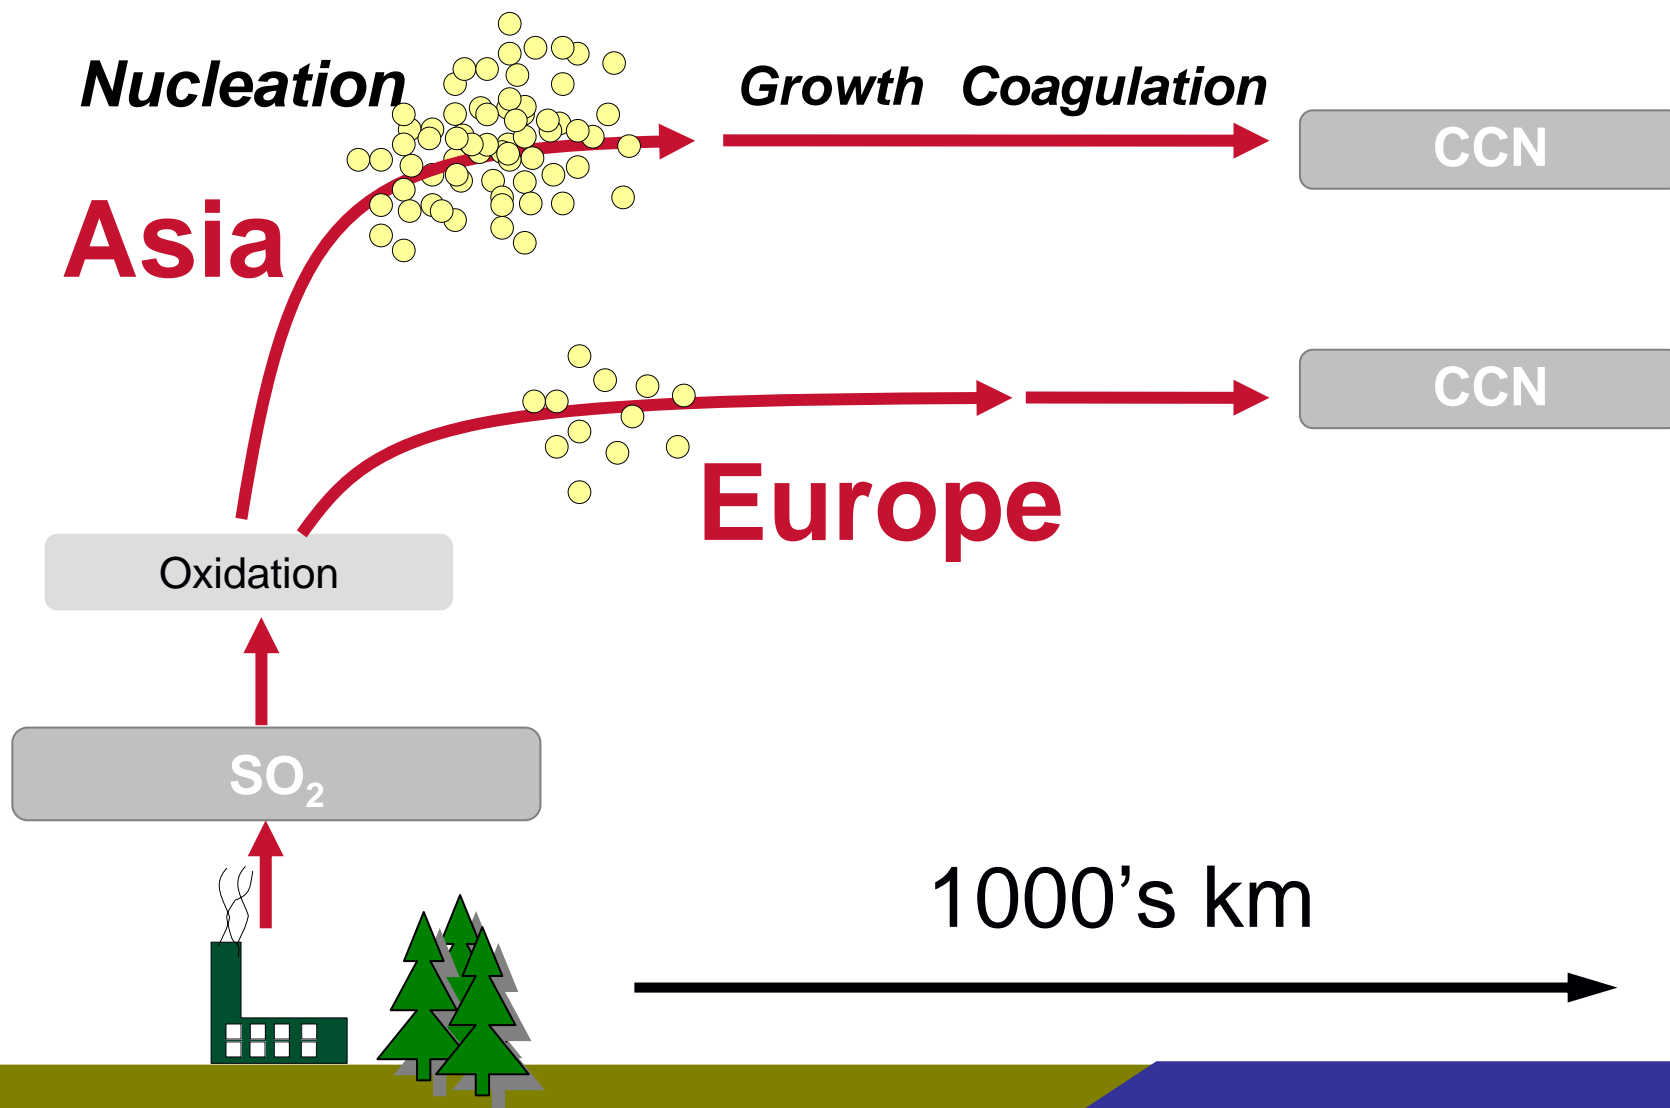 Nucleation
Growth Coagulation
CCN
Asia
CCN
Europe
Oxidation
SO₂
1000’s km